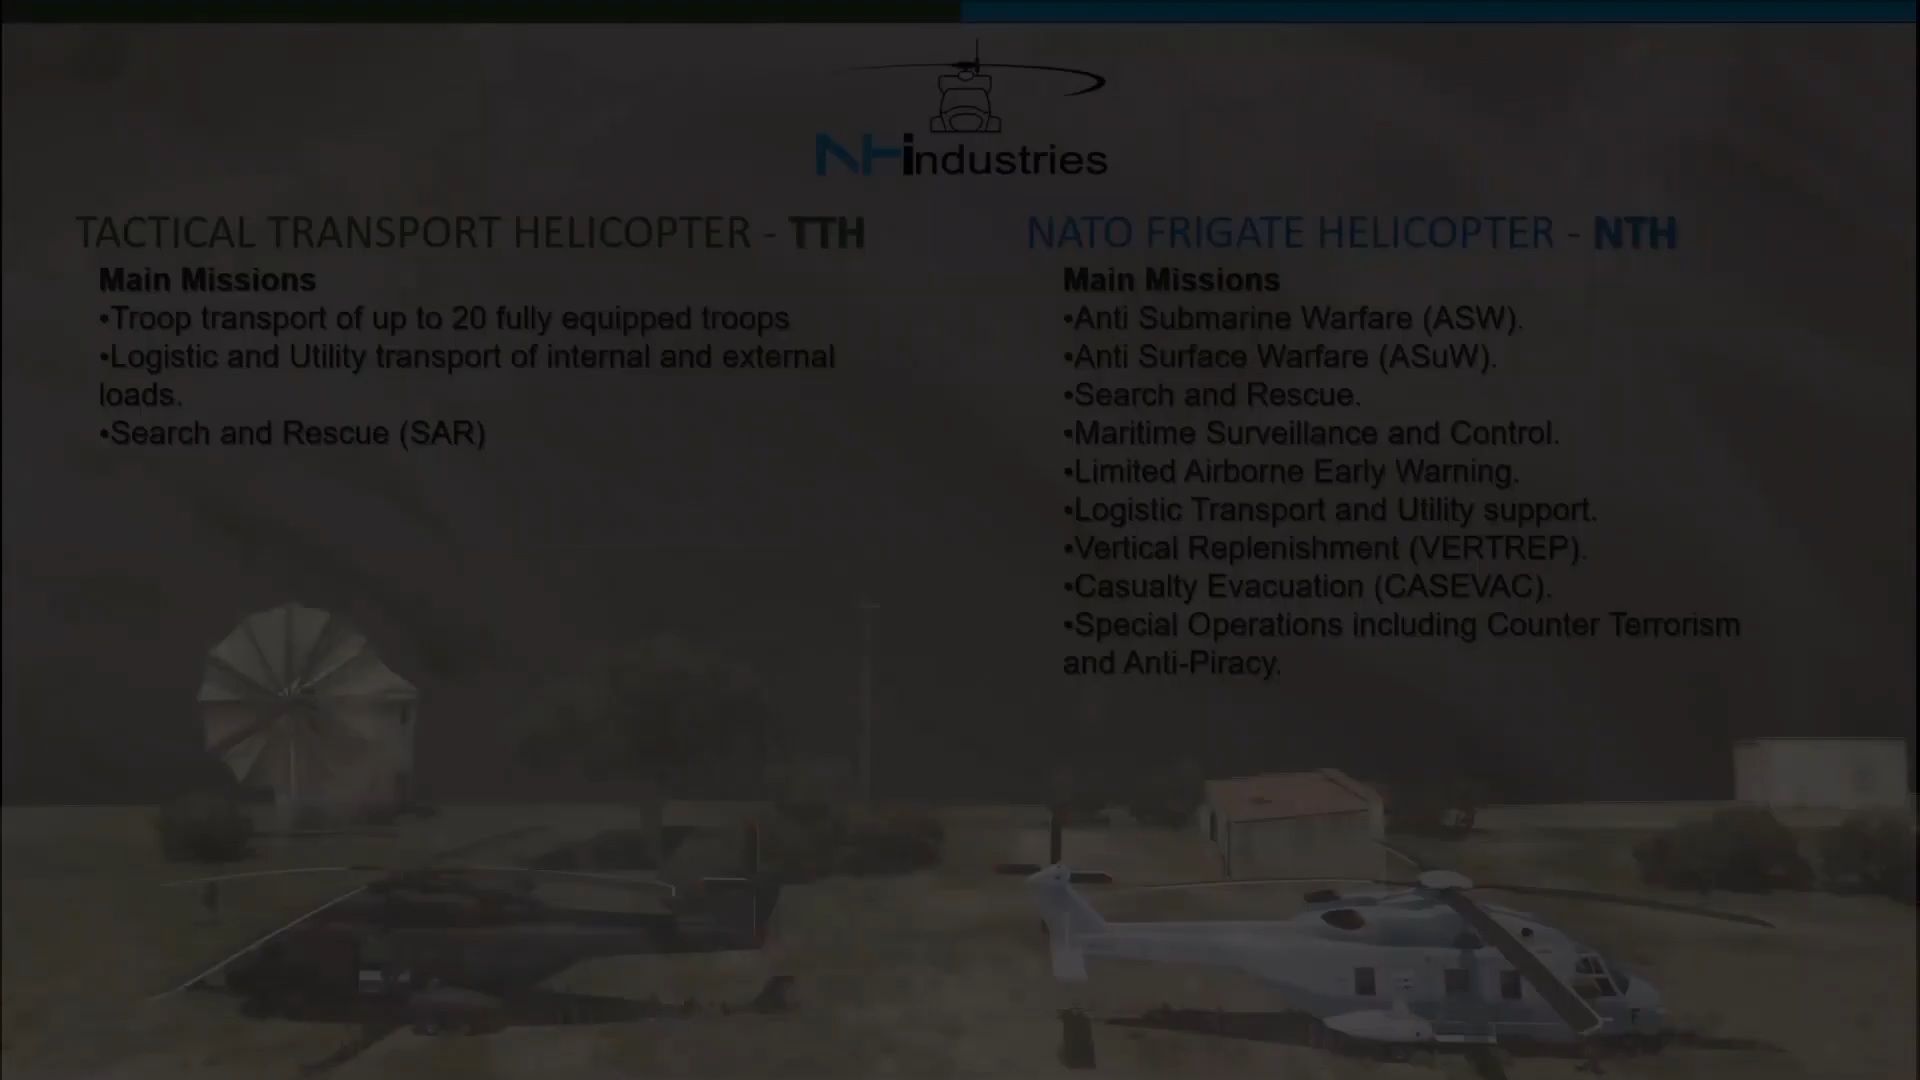 NHindustries
TACTICAL TRANSPORT HELICOPTER - TTH
Main Missions
•Troop transport of up to 20 fully equipped troops
•Logistic and Utility transport of internal and external
loads.
•Search and Rescue (SAR)
NATO FRIGATE HELICOPTER - NTH
Main Missions
•Anti Submarine Warfare (ASW).
•Anti Surface Warfare (ASuW).
•Search and Rescue.
•Maritime Surveillance and Control.
•Limited Airborne Early Warning.
•Logistic Transport and Utility support.
•Vertical Replenishment (VERTREP).
•Casualty Evacuation (CASEVAC).
•Special Operations including Counter Terrorism
and Anti-Piracy.